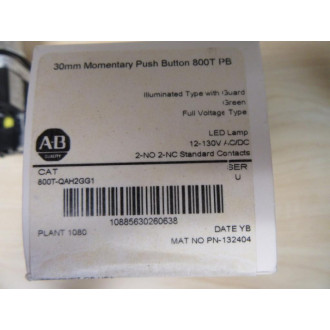 30mm Momentary Push Button 800T PB
Illuminated Type with Guard
Green
Full Voltage Type
AB
QUALITY
LED Lamp
12-130V AC/DC
2-NO 2-NC Standard Contacts
CAT
SER
800T-QAH2GG1
U
10885630260638
PLANT 1080
DATE YB
MAT NO PN-132404